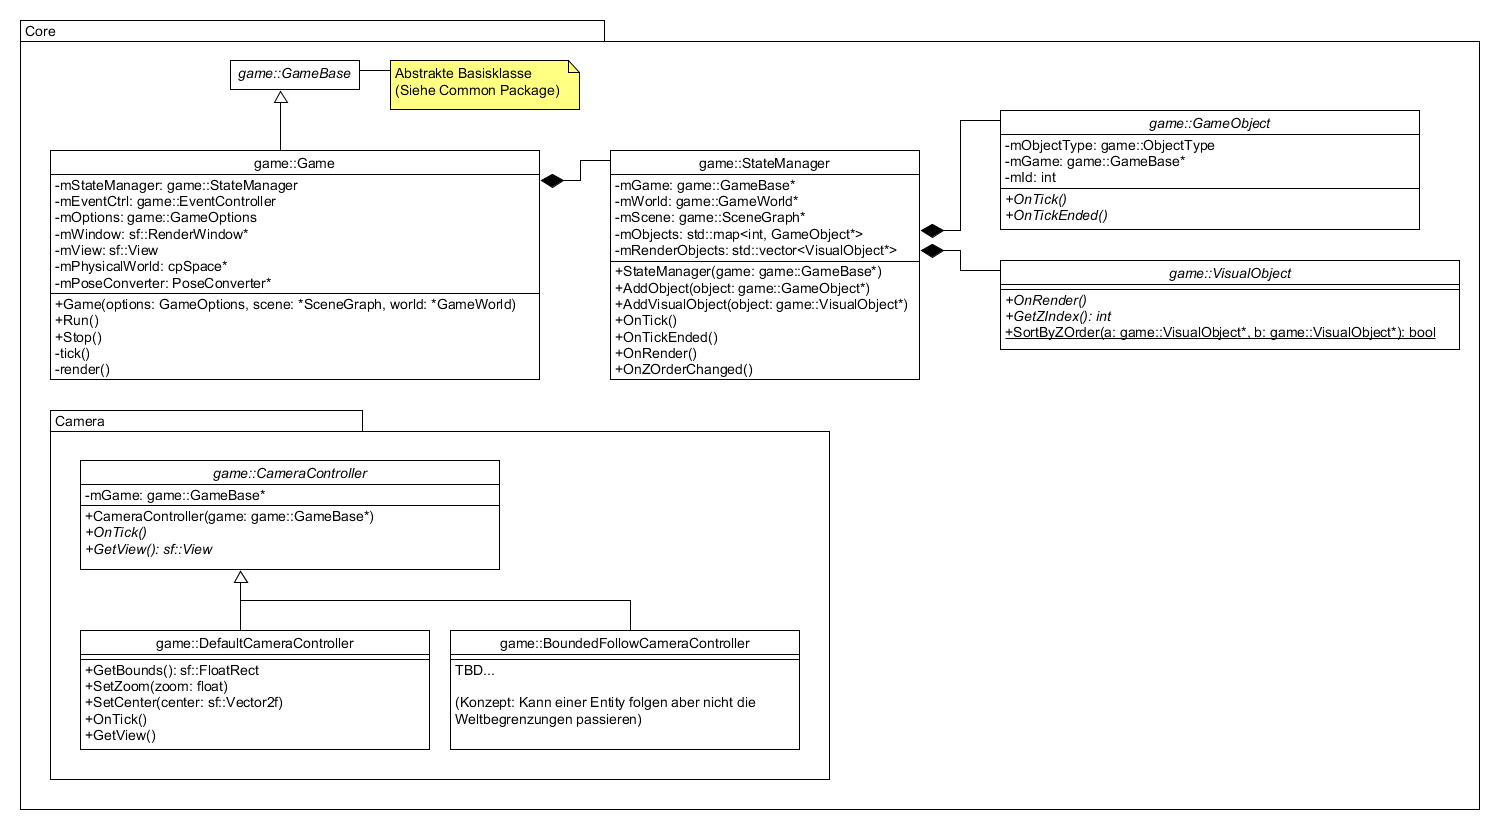 Core
game::GameBase
Abstrakte Basisklasse
(Siehe Common Package)
game::Game
-mStateManager: game::StateManager
-mEventCtrl: game::EventController
-mOptions: game::GameOptions
-mWindow: sf::RenderWindow*
-mView: sf::View
-mPhysicalWorld: cpSpace*
-mPoseConverter: PoseConverter*
+Game(options: GameOptions, scene: *SceneGraph, world: *GameWorld)
+Run()
+Stop()
-tick()
-render()
game::StateManager
-mGame: game::GameBase*
-mWorld: game::GameWorld*
-mScene: game::SceneGraph*
-mObjects: std::map<int, GameObject*>
-mRenderObjects: std::vector<VisualObject*>
+StateManager(game: game::GameBase*)
+AddObject(object: game::GameObject*)
+AddVisualObject(object: game::VisualObject*)
+OnTick()
+OnTickEnded()
+OnRender()
+OnZOrderChanged()
game::GameObject
-mObjectType: game::ObjectType
-mGame: game::GameBase*
-mId: int
+OnTick()
+OnTickEnded()
game::VisualObject
+OnRender()
+GetZIndex(): int
+SortByZOrder(a: game::VisualObject*, b: game::VisualObject*): bool
Camera
game::CameraController
-mGame: game::GameBase*
+CameraController(game: game::GameBase*)
+OnTick()
+GetView(): sf::View
game::DefaultCameraController
+GetBounds(): sf::FloatRect
+SetZoom(zoom: float)
+SetCenter(center: sf::Vector2f)
+OnTick()
+GetView()
game::BoundedFollowCameraController
TBD...
(Konzept: Kann einer Entity folgen aber nicht die
Weltbegrenzungen passieren)